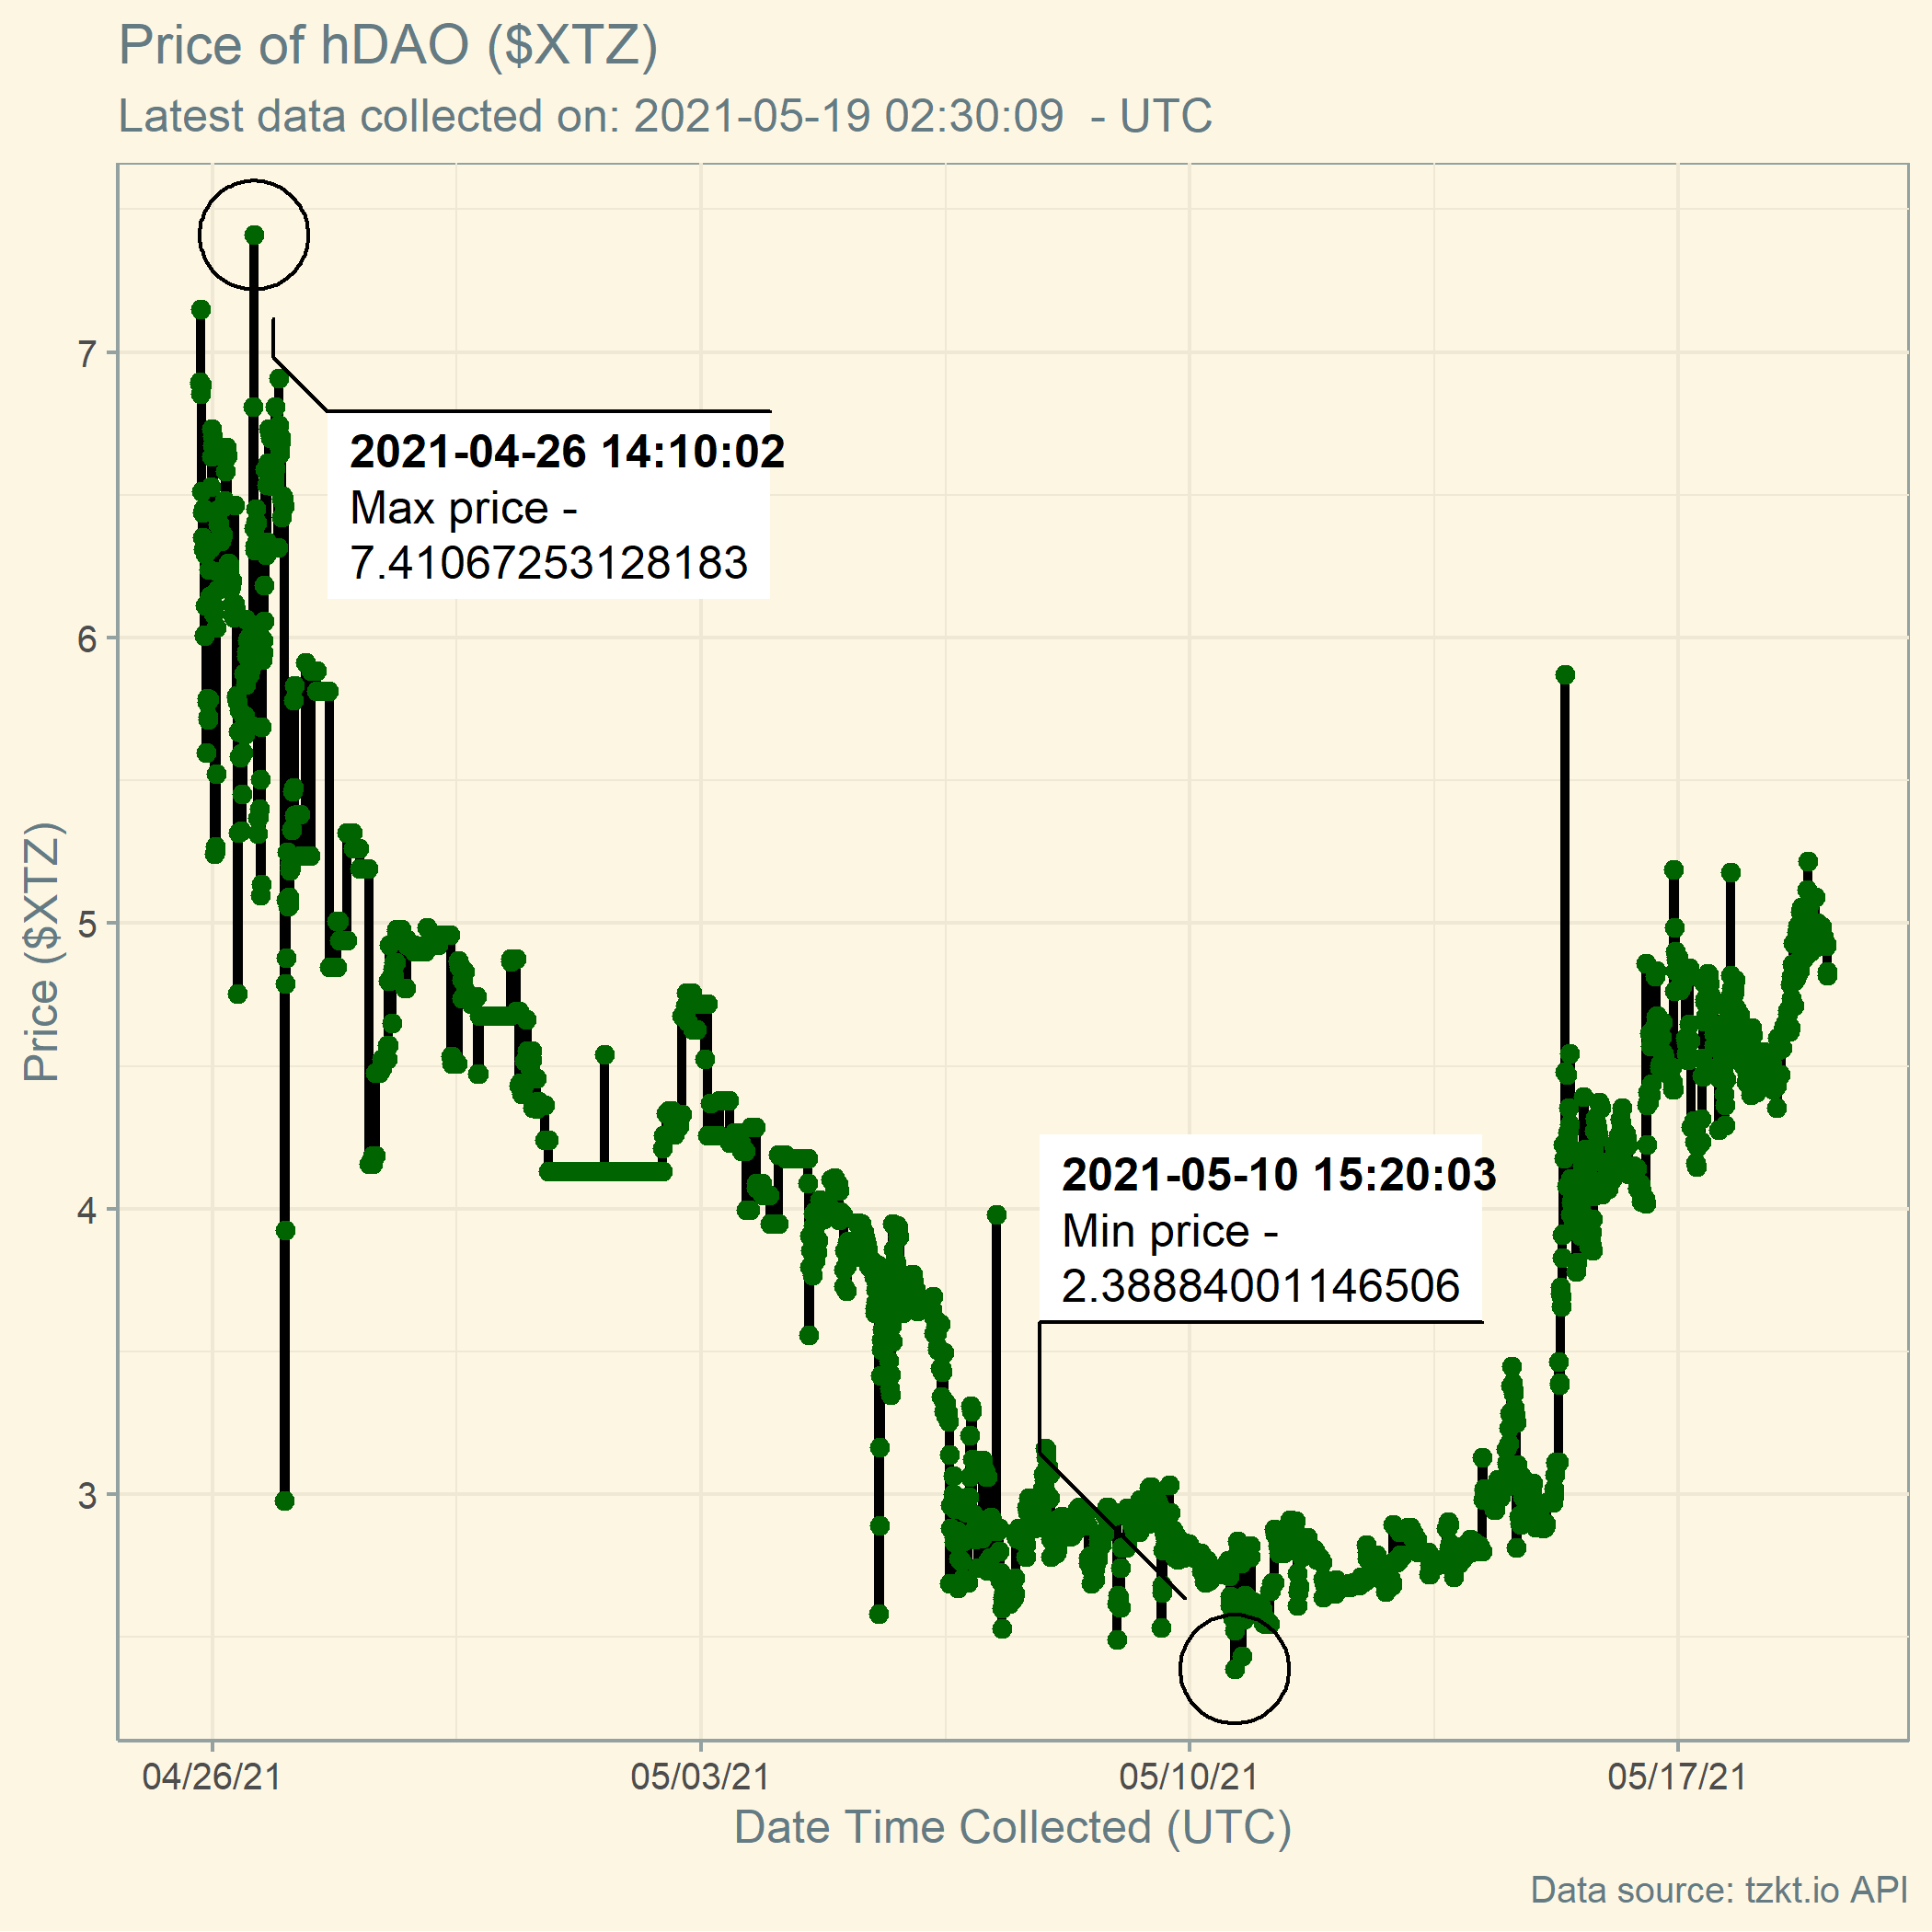 Price of hDAO ($XTZ)
Latest data collected on: 2021-05-19 02:30:09  - UTC
7
6
5
4
3
Price ($XTZ)
2021-04-26 14:10:02
Max price -
7.41067253128183
2021-05-10 15:20:03
Min price -
2.38884001146506
04/26/21
05/03/21
05/10/21
05/17/21
Date Time Collected (UTC)
Data source: tzkt.io API